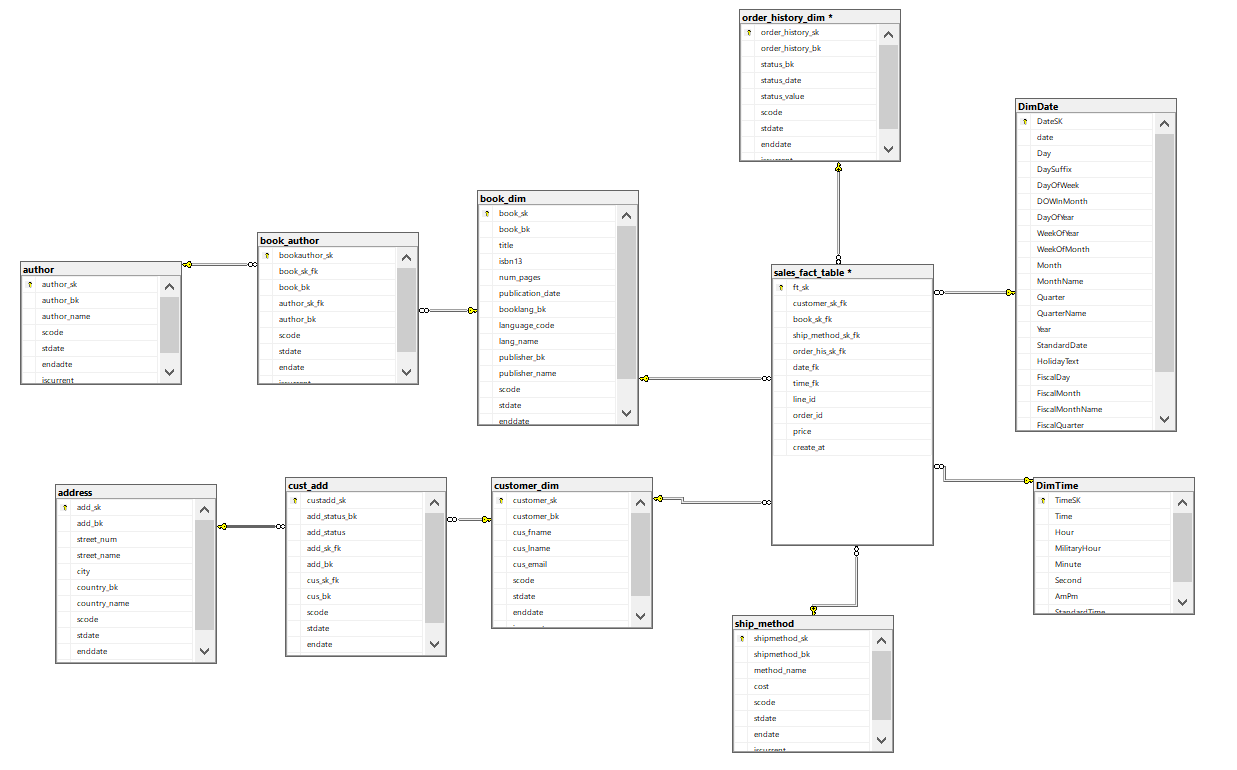 order_history_dim *
order_history_sk
order_history_bk
status_bk
status_date
status_value
scode
stdate
enddate
iscurrent
DimDate
DateSK
date
Day
DaySuffix
DayOfWeek
DOWInMonth
DayOfYear
WeekOfYear
WeekOfMonth
Month
MonthName
Quarter
QuarterName
Year
StandardDate
HolidayText
FiscalDay
FiscalMonth
FiscalMonthName
FiscalQuarter
book_dim
book_sk
book_bk
title
isbn13
num_pages
publication_date
booklang_bk
language_code
lang_name
publisher_bk
publisher_name
scode
stdate
enddate
book_author
bookauthor_sk
book_sk_fk
book_bk
author_sk_fk
author_bk
scode
stdate
endate
iscurrent
author
author_sk
author_bk
author_name
scode
stdate
endadte
iscurrent
sales_fact_table *
ft_sk
customer_sk_fk
book_sk_fk
ship_method_sk_fk
order_his_sk_fk
date_fk
time_fk
line_id
order_id
price
create_at
address
add_sk
add_bk
street_num
street_name
city
country_bk
country_name
scode
stdate
enddate
cust_add
custadd_sk
add_status_bk
add_status
add_sk_fk
add_bk
cus_sk_fk
cus_bk
scode
stdate
endate
customer_dim
customer_sk
customer_bk
cus_fname
cus_lname
cus_email
scode
stdate
enddate
DimTime
TimeSK
Time
Hour
MilitaryHour
Minute
Second
AmPm
StandardTime
ship_method
shipmethod_sk
shipmethod_bk
method_name
cost
scode
stdate
endate
iscurrent